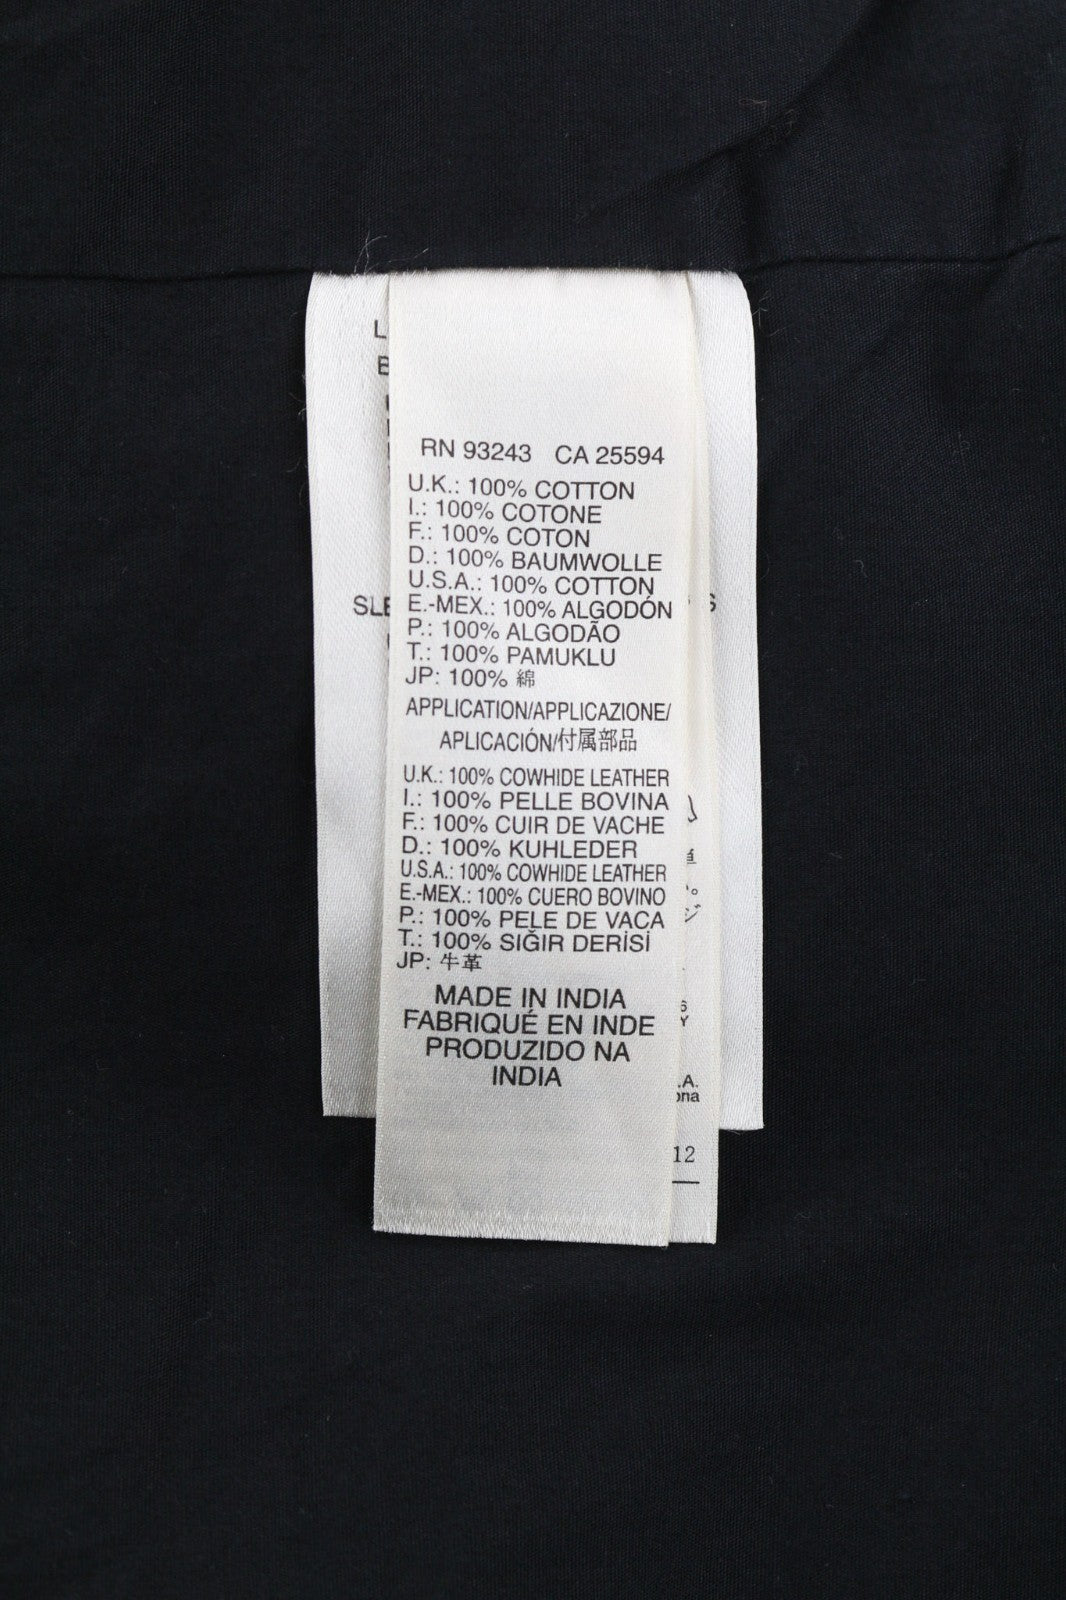 RN 93243 CA 25594
U.K.: 100% COTTON
I.: 100% COTONE
F.: 100% COTON
D.: 100% BAUMWOLLE
U.S.A.: 100% COTTON
E.-MEX.: 100% ALGODÓN
P.: 100% ALGODÃO
T.: 100% PAMUKLU
JP: 100% 綿
APPLICATION/APPLICAZIONE/
APLICACIÓN/付属部品
U.K.: 100% COWHIDE LEATHER
I.: 100% PELLE BOVINA
F.: 100% CUIR DE VACHE
D.: 100% KUHLEDER
U.S.A.: 100% COWHIDE LEATHER
E.-MEX.: 100% CUERO BOVINO
P.: 100% PELE DE VACA
T.: 100% SIĞIR DERİSİ
JP: 牛革
MADE IN INDIA
FABRIQUÉ EN INDE
PRODUZIDO NA
INDIA
12